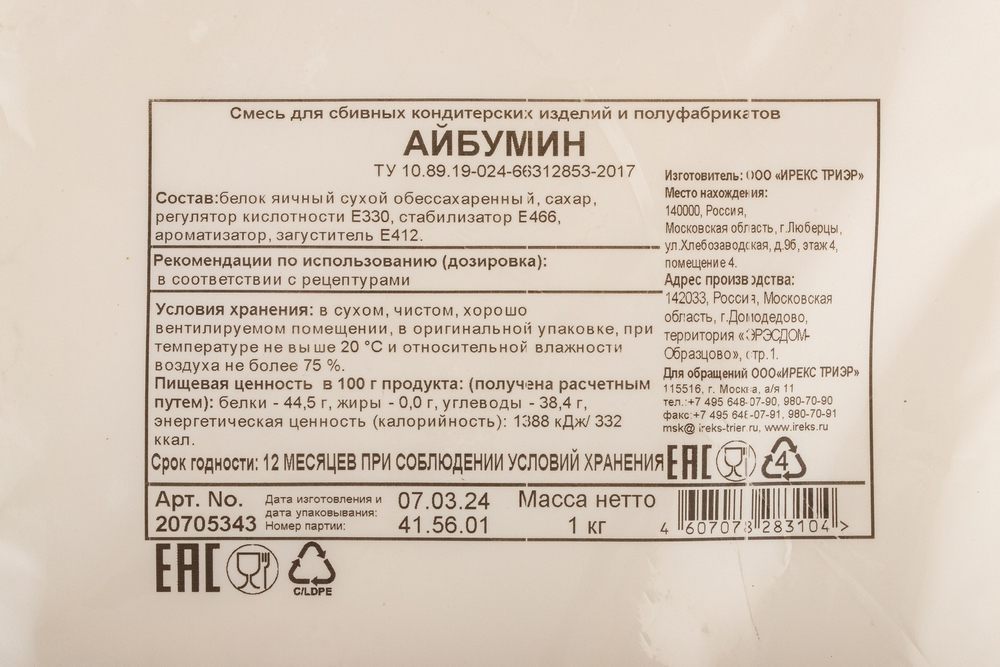 Смесь для сбивных кондитерских изделий и полуфабрикатов
АЙБУМИН
ТУ 10.89.19-024-66312853-2017
Состав:белок яичный сухой обессахаренный, сахар,
регулятор кислотности Е330, стабилизатор Е466,
ароматизатор, загуститель Е412.
Рекомендации по использованию (дозировка):
в соответствии с рецептурами
Условия хранения: в сухом, чистом, хорошо
вентилируемом помещении, в оригинальной упаковке, при
температуре не выше 20 °С и относительной влажности
воздуха не более 75 %.
Пищевая ценность в 100 г продукта: (получена расчетным
путем): белки - 44,5 г, жиры - 0,0 г, углеводы - 38,4 г,
энергетическая ценность (калорийность): 1388 кДж/ 332
ккал.
Срок годности: 12 МЕСЯЦЕВ ПРИ СОБЛЮДЕНИИ УСЛОВИЙ ХРАНЕНИЯ
Изготовитель: ООО «ИРЕКС ТРИЭР»
Место нахождения:
140000, Россия,
Московская область, г.Люберцы,
ул.Хлебозаводская, д.9б, этаж 4,
помещение 4.
Адрес производства:
142033, Россия, Московская
область, г.Домодедово,
территория «ЭРЭСДОМ-
Образцово», стр.1.
Для обращений ООО«ИРЕКС ТРИЭР»
115516, г. Москва, а/я 11
тел.:+7 495 648-07-90, 980-70-90
факс:+7 495 648-07-91, 980-70-91
msk@ireks-trier.ru, www.ireks.ru
ЕАС
4
Арт. No.
20705343
Дата изготовления и
дата упаковывания:
Номер партии:
07.03.24
41.56.01
Масса нетто
1 кг
4 607078 283104 >
ЕАС
C/LDPE